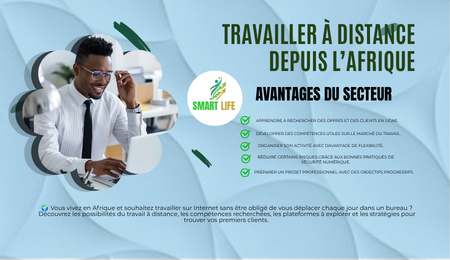 TRAVAILLER À DISTANCE
DEPUIS L'AFRIQUE
SMART LIFE
AVANTAGES DU SECTEUR
APPRENDRE À RECHERCHER DES OFFRES ET DES CLIENTS EN LIGNE.
DÉVELOPPER DES COMPÉTENCES UTILES SUR LE MARCHÉ DU TRAVAIL.
ORGANISER SON ACTIVITÉ AVEC DAVANTAGE DE FLEXIBILITÉ.
RÉDUIRE CERTAINS RISQUES GRÂCE AUX BONNES PRATIQUES DE
SÉCURITÉ NUMÉRIQUE.
PRÉPARER UN PROJET PROFESSIONNEL AVEC DES OBJECTIFS PROGRESSIFS.
🌍 Vous vivez en Afrique et souhaitez travailler sur Internet sans être obligé de vous déplacer chaque jour dans un bureau ?
Découvrez les possibilités du travail à distance, les compétences recherchées, les plateformes à explorer et les stratégies pour
trouver vos premiers clients.